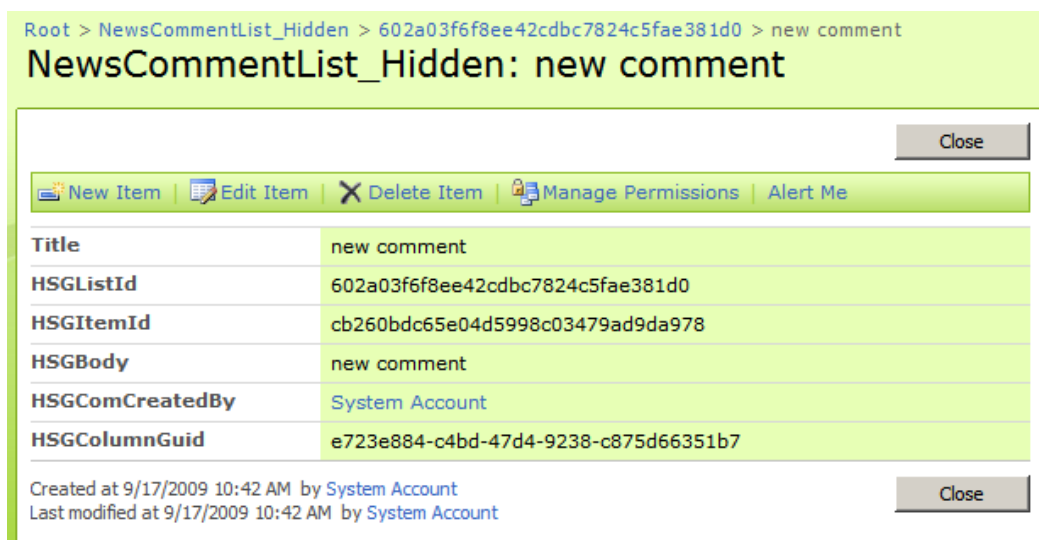 Root > NewsCommentList_Hidden > 602a03f6f8ee42cdbc7824c5fae381d0 > new comment
NewsCommentList_Hidden: new comment
Close
New Item | Edit Item | Delete Item | Manage Permissions | Alert Me
Title new comment
HSGListId 602a03f6f8ee42cdbc7824c5fae381d0
HSGItemId cb260bdc65e04d5998c03479ad9da978
HSGBody new comment
HSGComCreatedBy System Account
HSGColumnGuid e723e884-c4bd-47d4-9238-c875d66351b7
Created at 9/17/2009 10:42 AM by System Account
Close
Last modified at 9/17/2009 10:42 AM by System Account